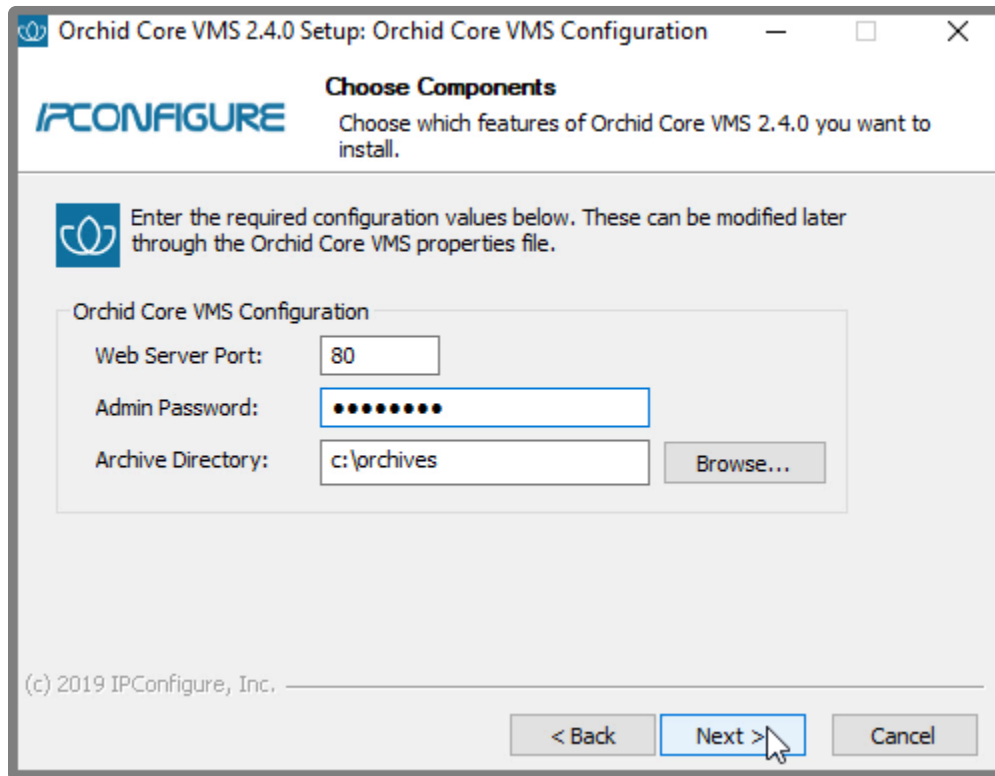 Orchid Core VMS 2.4.0 Setup: Orchid Core VMS Configuration
IPCONFIGURE
Choose Components
Choose which features of Orchid Core VMS 2.4.0 you want to
install.
Enter the required configuration values below. These can be modified later
through the Orchid Core VMS properties file.
Orchid Core VMS Configuration
Web Server Port: 80
Admin Password: ●●●●●●●●
Archive Directory: c:\orchives Browse...
(c) 2019 IPConfigure, Inc.
< Back Next > Cancel